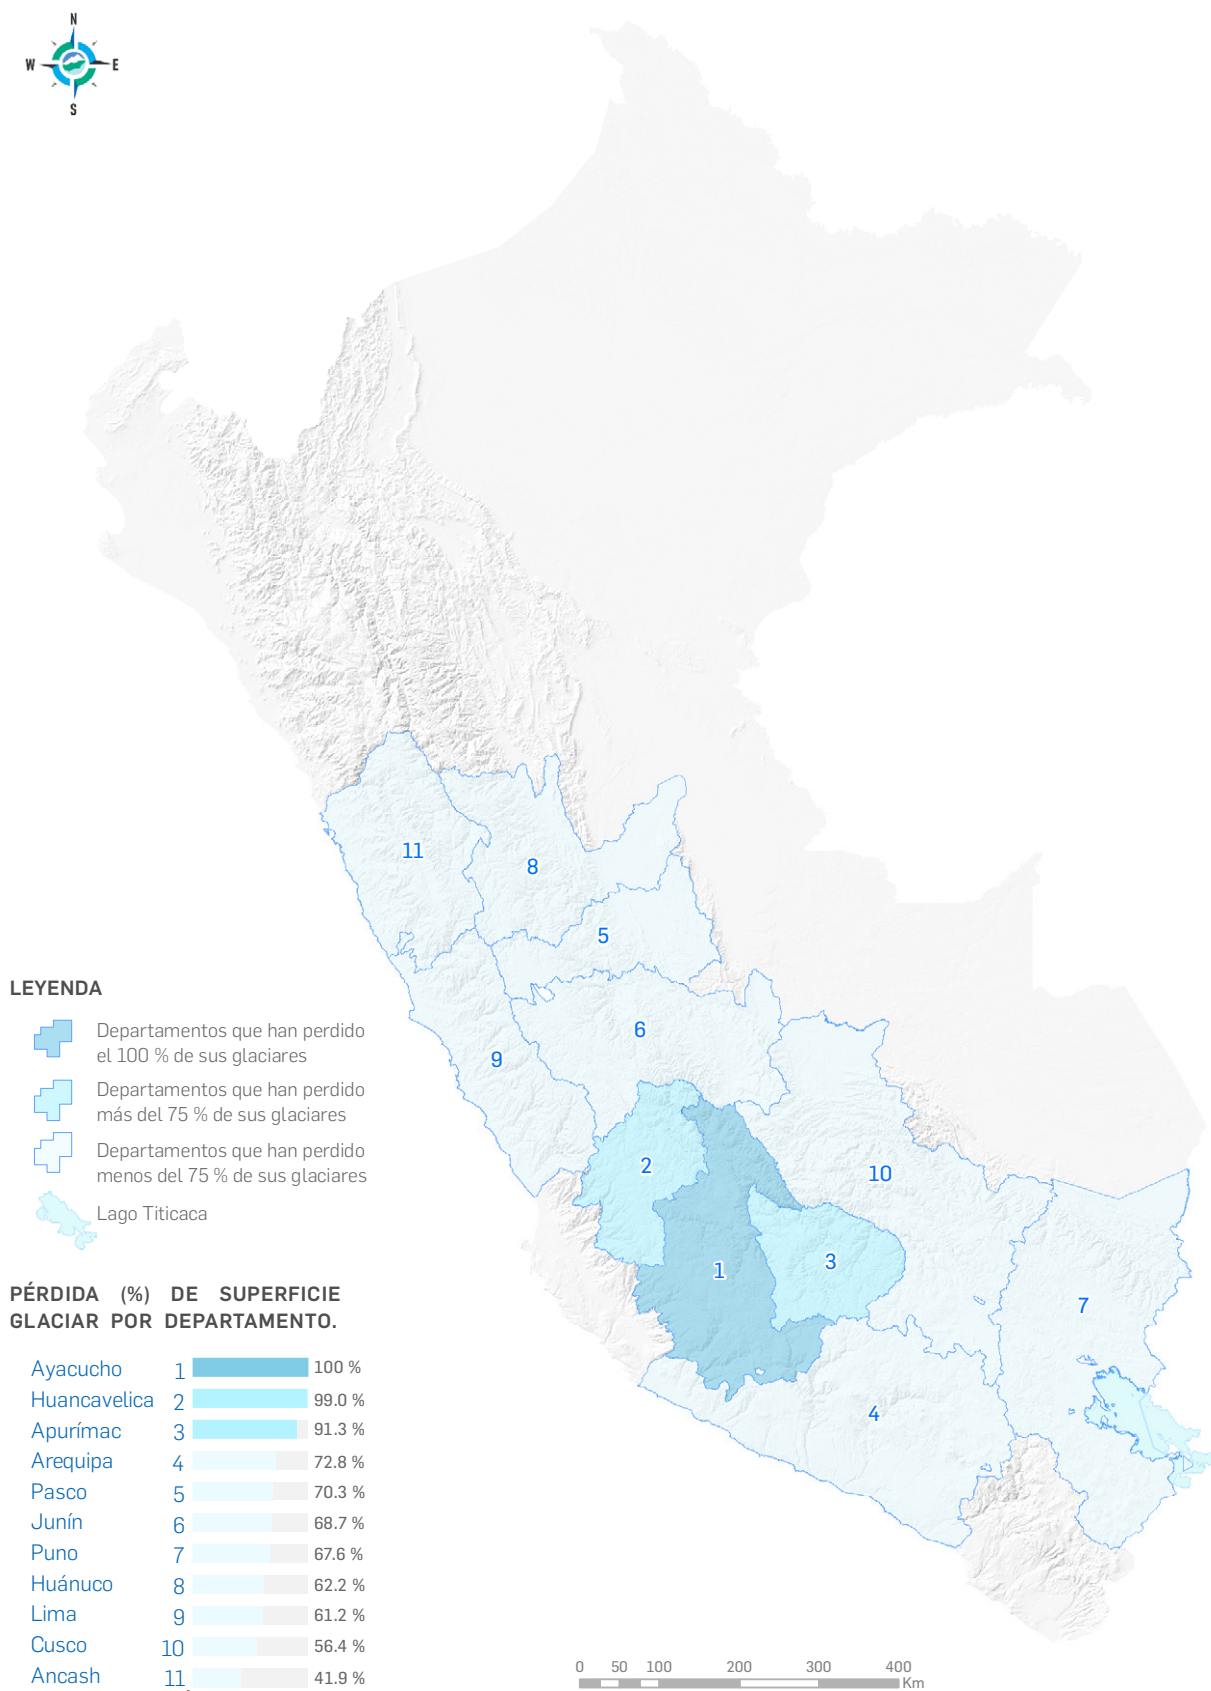 N
W E
S
11
8
5
6
9
2
10
1
3
7
4
LEYENDA
Departamentos que han perdido
el 100 % de sus glaciares
Departamentos que han perdido
más del 75 % de sus glaciares
Departamentos que han perdido
menos del 75 % de sus glaciares
Lago Titicaca
PÉRDIDA (%) DE SUPERFICIE
GLACIAR POR DEPARTAMENTO.
Ayacucho 1 100 %
Huancavelica 2 99.0 %
Apurímac 3 91.3 %
Arequipa 4 72.8 %
Pasco 5 70.3 %
Junín 6 68.7 %
Puno 7 67.6 %
Huánuco 8 62.2 %
Lima 9 61.2 %
Cusco 10 56.4 %
Ancash 11 41.9 %
0 50 100 200 300 400
Km